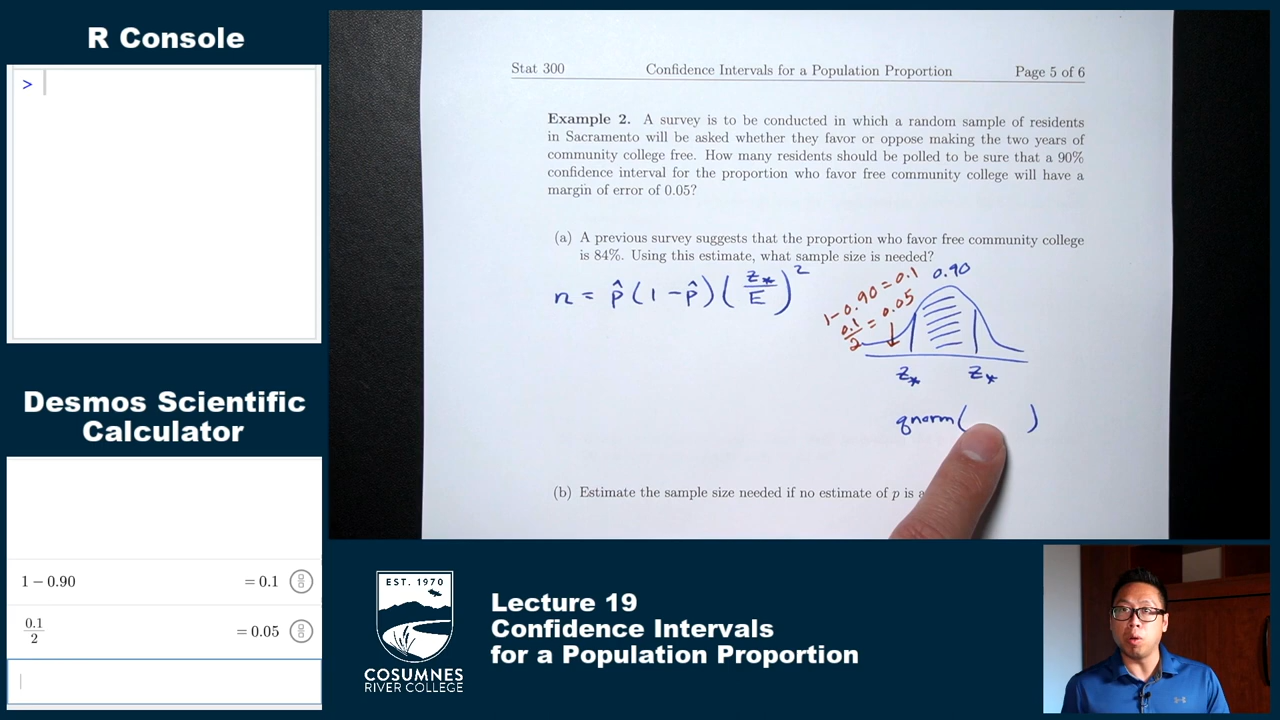 R Console
>
Desmos Scientific
Calculator
1 − 0.90 = 0.1
0.1
2
= 0.05
Stat 300 Confidence Intervals for a Population Proportion Page 5 of 6
Example 2. A survey is to be conducted in which a random sample of residents
in Sacramento will be asked whether they favor or oppose making the two years of
community college free. How many residents should be polled to be sure that a 90%
confidence interval for the proportion who favor free community college will have a
margin of error of 0.05?
(a) A previous survey suggests that the proportion who favor free community college
is 84%. Using this estimate, what sample size is needed?
n = p̂ ( 1 − p̂ ) ( z* / E )²
1 − 0.90 = 0.1
0.1 / 2 = 0.05
0.90
z* z*
qnorm( )
(b) Estimate the sample size needed if no estimate of p is
EST. 1970
COSUMNES
RIVER COLLEGE
Lecture 19
Confidence Intervals
for a Population Proportion